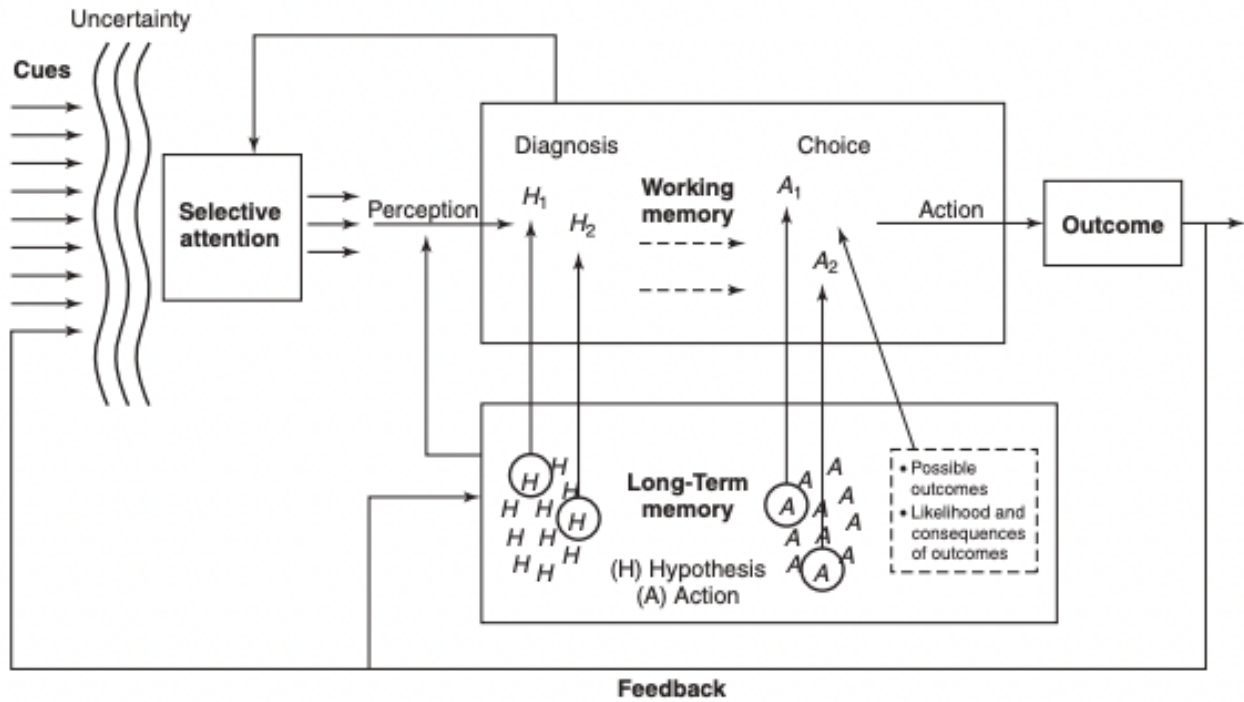 Uncertainty
Cues
Selective
attention
Perception
Diagnosis
H1
H2
Working
memory
Choice
A1
A2
Action
Outcome
H
H
H
H
H
H
H
H
H
H
H
Long-Term
memory
(H) Hypothesis
(A) Action
A
A
A
A
A
A
A
A
A
A
A
• Possible
outcomes
• Likelihood and
consequences
of outcomes
Feedback